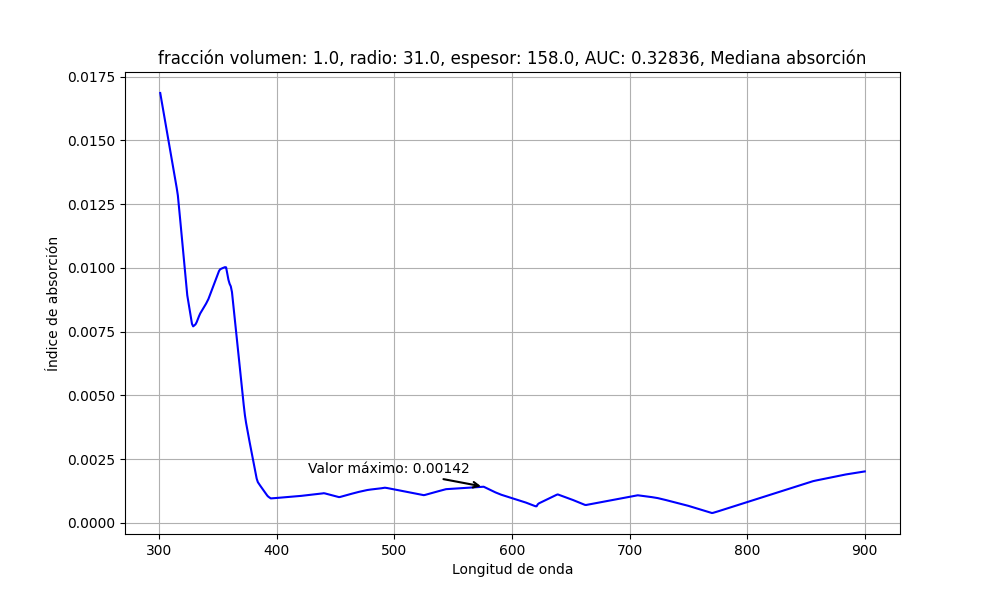 fracción volumen: 1.0, radio: 31.0, espesor: 158.0, AUC: 0.32836, Mediana absorción
0.0175
0.0150
0.0125
0.0100
0.0075
0.0050
0.0025
0.0000
Índice de absorción
Valor máximo: 0.00142
300 400 500 600 700 800 900
Longitud de onda